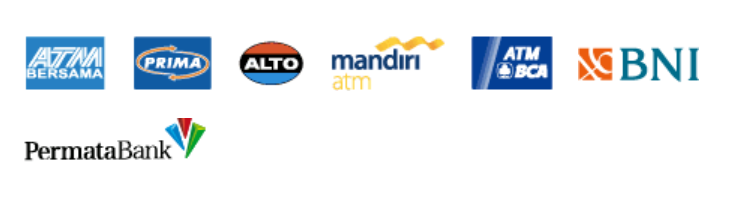 ATM
BERSAMA
PRIMA
ALTO
mandiri
atm
ATM
BCA
BNI
PermataBank